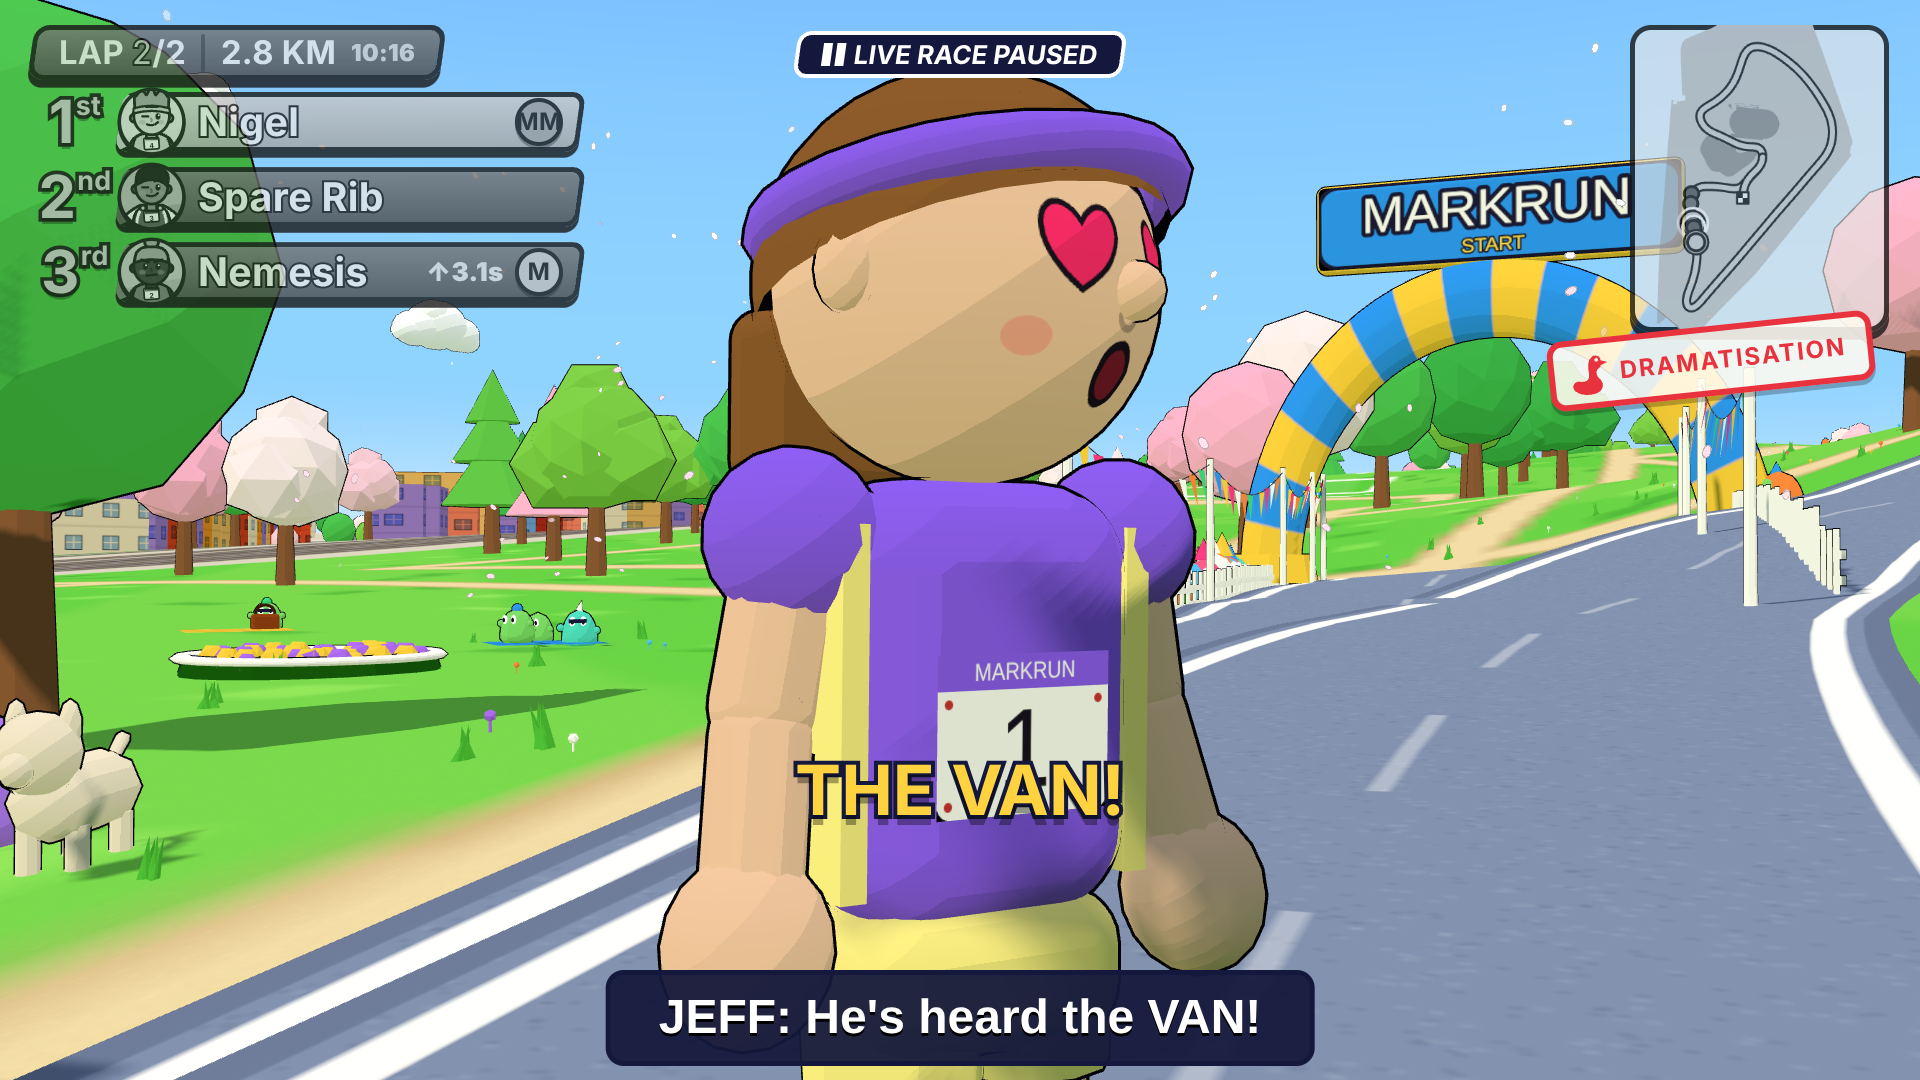 LAP 2/2 2.8 KM 10:16
LIVE RACE PAUSED
1st Nigel MM
2nd Spare Rib
3rd Nemesis ↑3.1s M
MARKRUN
START
DRAMATISATION
MARKRUN
1
THE VAN!
JEFF: He's heard the VAN!